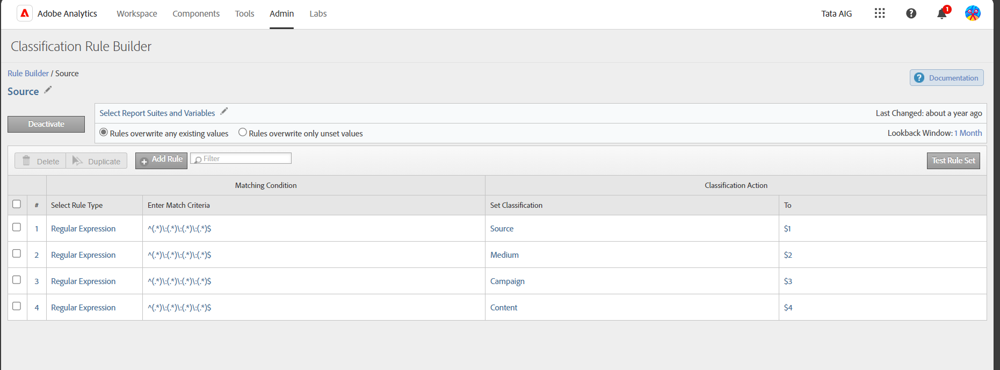 Adobe Analytics Workspace Components Tools Admin Labs Tata AIG 1
Classification Rule Builder
Rule Builder / Source
Documentation
Source
Select Report Suites and Variables Last Changed: about a year ago
Deactivate
Rules overwrite any existing values Rules overwrite only unset values Lookback Window: 1 Month
Delete Duplicate Add Rule Filter Test Rule Set
Matching Condition Classification Action
# Select Rule Type Enter Match Criteria Set Classification To
1 Regular Expression ^(.*)\:(.*)\:(.*)\:(.*)$ Source $1
2 Regular Expression ^(.*)\:(.*)\:(.*)\:(.*)$ Medium $2
3 Regular Expression ^(.*)\:(.*)\:(.*)\:(.*)$ Campaign $3
4 Regular Expression ^(.*)\:(.*)\:(.*)\:(.*)$ Content $4